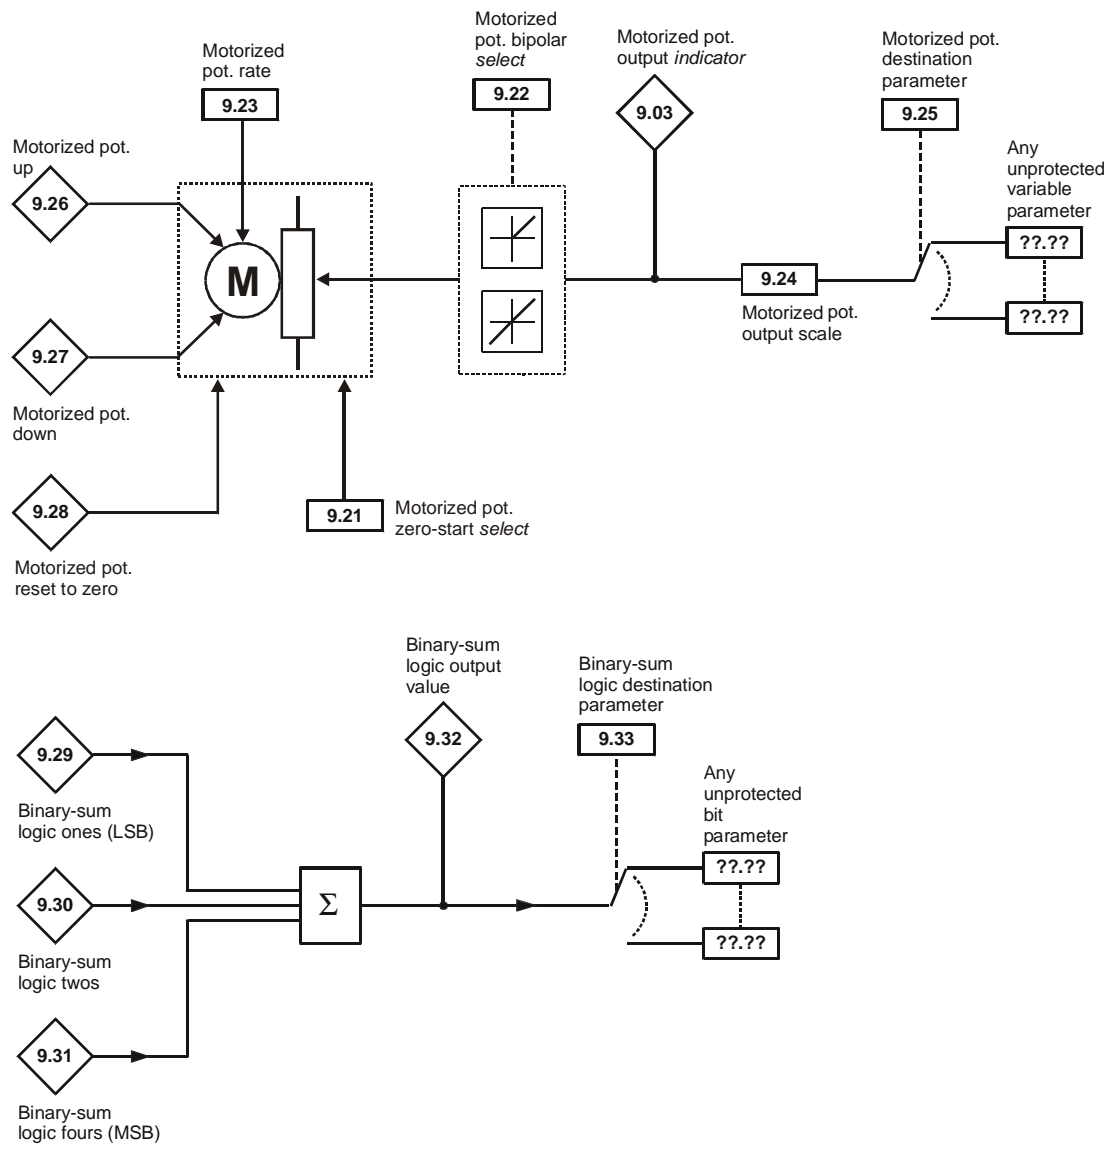 Motorized
pot. rate
9.23
Motorized
pot. bipolar
select
9.22
Motorized pot.
output indicator
9.03
Motorized pot.
destination
parameter
9.25
Any
unprotected
variable
parameter
??.??
??.??
Motorized pot.
up
9.26
M
9.24
Motorized pot.
output scale
9.27
Motorized pot.
down
9.28
Motorized pot.
reset to zero
9.21
Motorized pot.
zero-start select
Binary-sum
logic output
value
9.32
Binary-sum
logic destination
parameter
9.33
Any
unprotected
bit
parameter
??.??
??.??
9.29
Binary-sum
logic ones (LSB)
9.30
Binary-sum
logic twos
Σ
9.31
Binary-sum
logic fours (MSB)